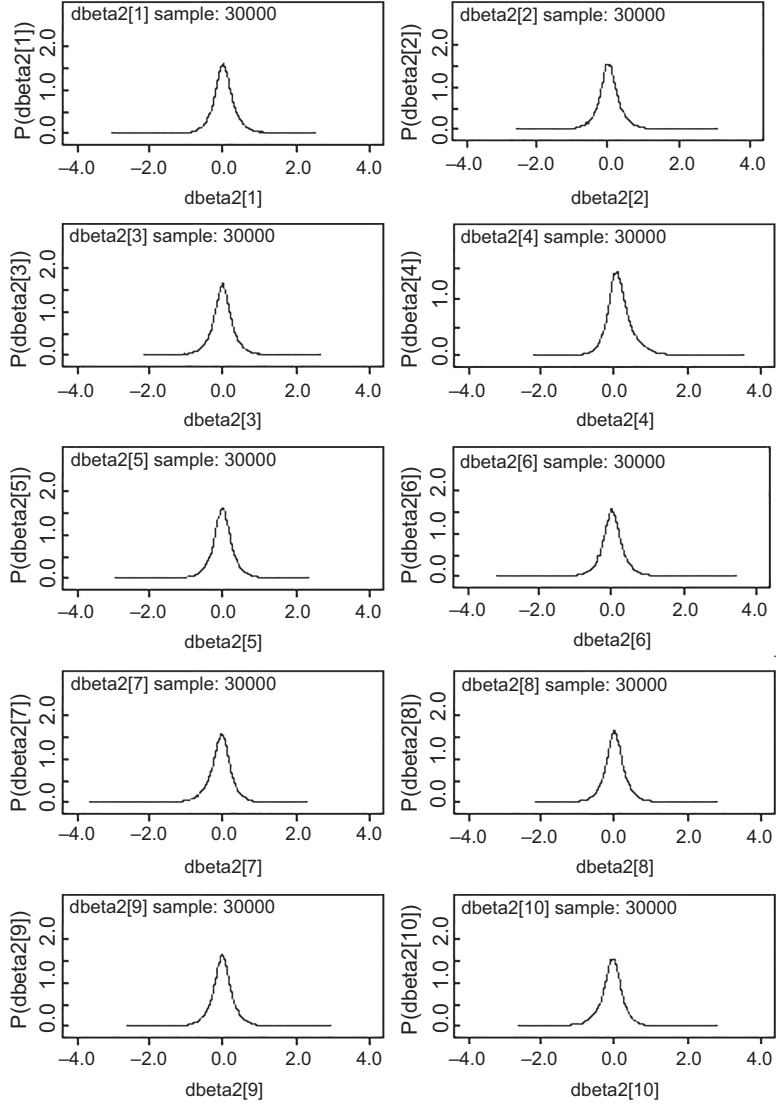 dbeta2[1] sample: 30000
P(dbeta2[1])
2.0
1.0
0.0
–4.0 –2.0 0.0 2.0 4.0
dbeta2[1]
dbeta2[2] sample: 30000
P(dbeta2[2])
2.0
1.0
0.0
–4.0 –2.0 0.0 2.0 4.0
dbeta2[2]
dbeta2[3] sample: 30000
P(dbeta2[3])
2.0
1.0
0.0
–4.0 –2.0 0.0 2.0 4.0
dbeta2[3]
dbeta2[4] sample: 30000
P(dbeta2[4])
1.0
0.0
–4.0 –2.0 0.0 2.0 4.0
dbeta2[4]
dbeta2[5] sample: 30000
P(dbeta2[5])
2.0
1.0
0.0
–4.0 –2.0 0.0 2.0 4.0
dbeta2[5]
dbeta2[6] sample: 30000
P(dbeta2[6])
2.0
1.0
0.0
–4.0 –2.0 0.0 2.0 4.0
dbeta2[6]
dbeta2[7] sample: 30000
P(dbeta2[7])
2.0
1.0
0.0
–4.0 –2.0 0.0 2.0 4.0
dbeta2[7]
dbeta2[8] sample: 30000
P(dbeta2[8])
2.0
1.0
0.0
–4.0 –2.0 0.0 2.0 4.0
dbeta2[8]
dbeta2[9] sample: 30000
P(dbeta2[9])
2.0
1.0
0.0
–4.0 –2.0 0.0 2.0 4.0
dbeta2[9]
dbeta2[10] sample: 30000
P(dbeta2[10])
2.0
1.0
0.0
–4.0 –2.0 0.0 2.0 4.0
dbeta2[10]